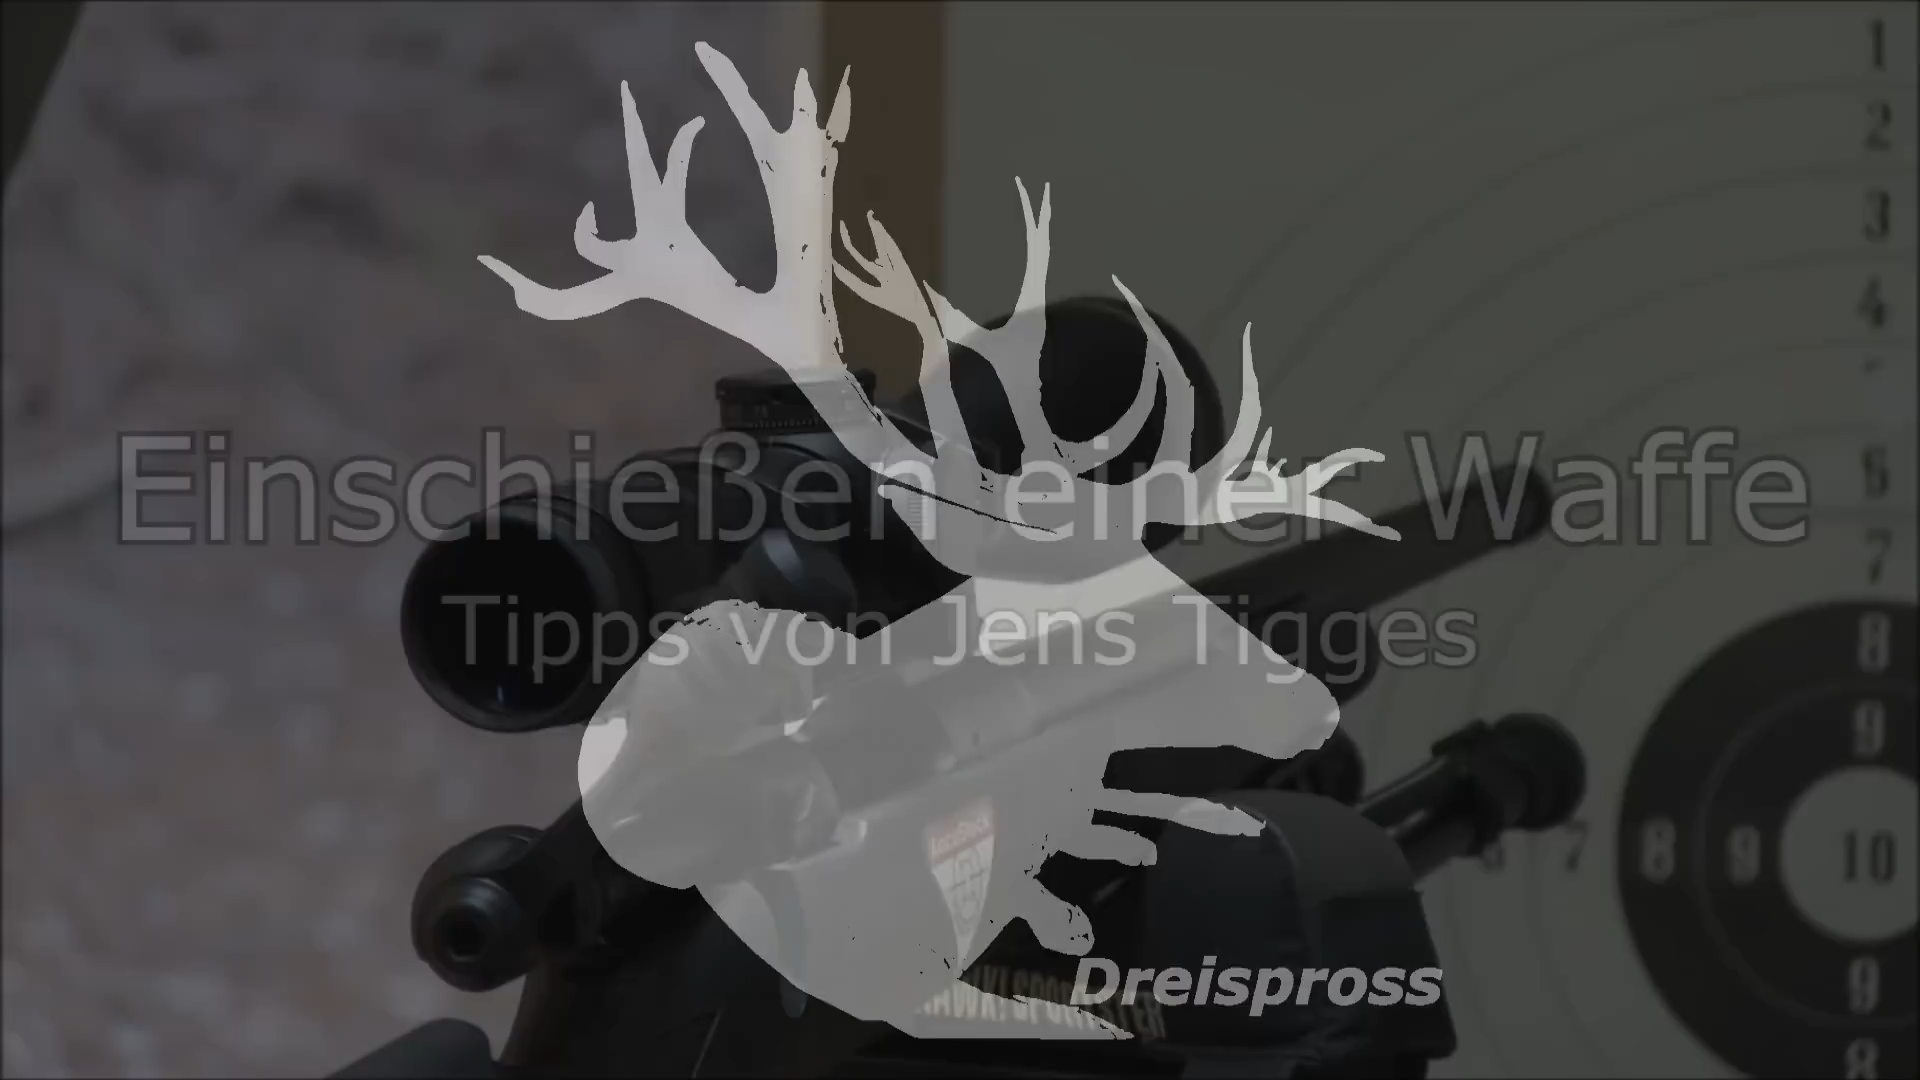 1
2
3
4
Einschießen einer Waffe
6
7
Tipps von Jens Tigges
8
9
AccuStock
7 8 9 10
Dreispross
9
8